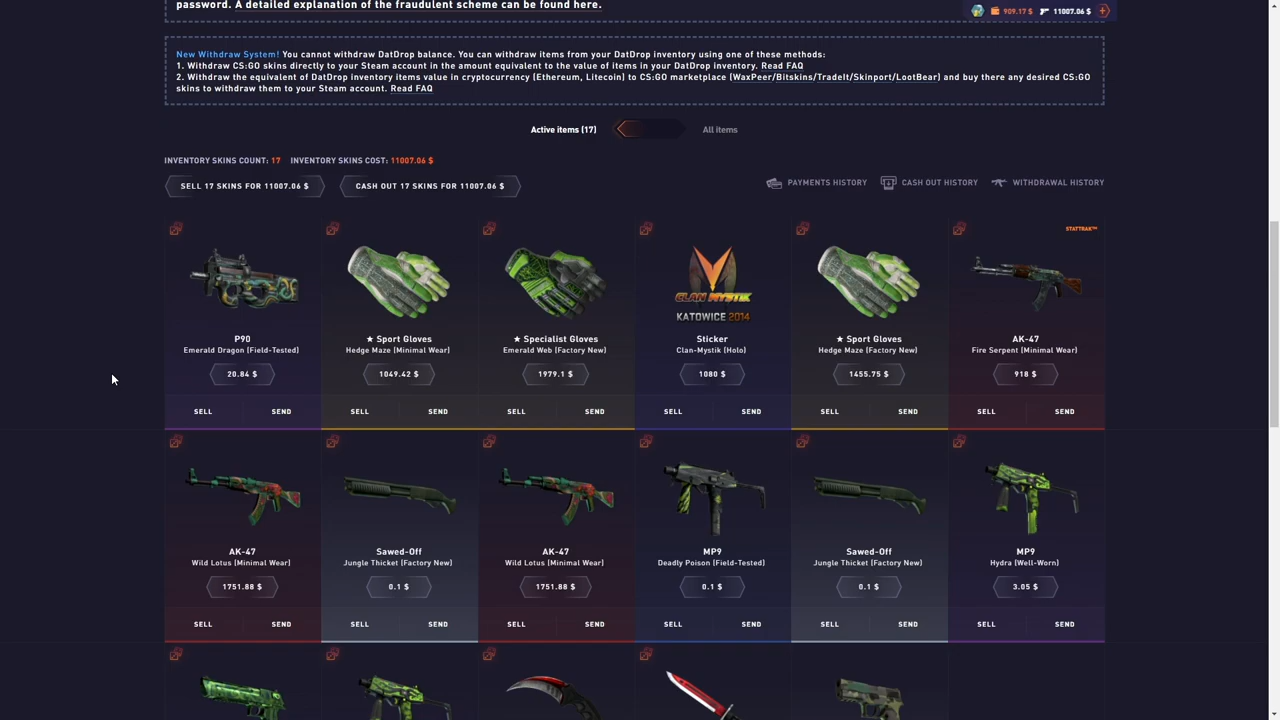 password. A detailed explanation of the fraudulent scheme can be found here.
909.17 $ 11007.06 $
New Withdraw System! You cannot withdraw DatDrop balance. You can withdraw items from your DatDrop inventory using one of these methods:
1. Withdraw CS:GO skins directly to your Steam account in the amount equivalent to the value of items in your DatDrop inventory. Read FAQ
2. Withdraw the equivalent of DatDrop inventory items value in cryptocurrency (Ethereum, Litecoin) to CS:GO marketplace (WaxPeer/Bitskins/TradeIt/Skinport/LootBear) and buy there any desired CS:GO
skins to withdraw them to your Steam account. Read FAQ
Active items (17) All items
INVENTORY SKINS COUNT: 17 INVENTORY SKINS COST: 11007.06 $
SELL 17 SKINS FOR 11007.06 $ CASH OUT 17 SKINS FOR 11007.06 $ PAYMENTS HISTORY CASH OUT HISTORY WITHDRAWAL HISTORY
STATTRAK™
CLAN MYSTIK
KATOWICE 2014
P90 ★ Sport Gloves ★ Specialist Gloves Sticker ★ Sport Gloves AK-47
Emerald Dragon (Field-Tested) Hedge Maze (Minimal Wear) Emerald Web (Factory New) Clan-Mystik (Holo) Hedge Maze (Factory New) Fire Serpent (Minimal Wear)
20.84 $ 1049.42 $ 1979.1 $ 1080 $ 1455.75 $ 918 $
SELL SEND SELL SEND SELL SEND SELL SEND SELL SEND SELL SEND
AK-47 Sawed-Off AK-47 MP9 Sawed-Off MP9
Wild Lotus (Minimal Wear) Jungle Thicket (Factory New) Wild Lotus (Minimal Wear) Deadly Poison (Field-Tested) Jungle Thicket (Factory New) Hydra (Well-Worn)
1751.88 $ 0.1 $ 1751.88 $ 0.1 $ 0.1 $ 3.05 $
SELL SEND SELL SEND SELL SEND SELL SEND SELL SEND SELL SEND